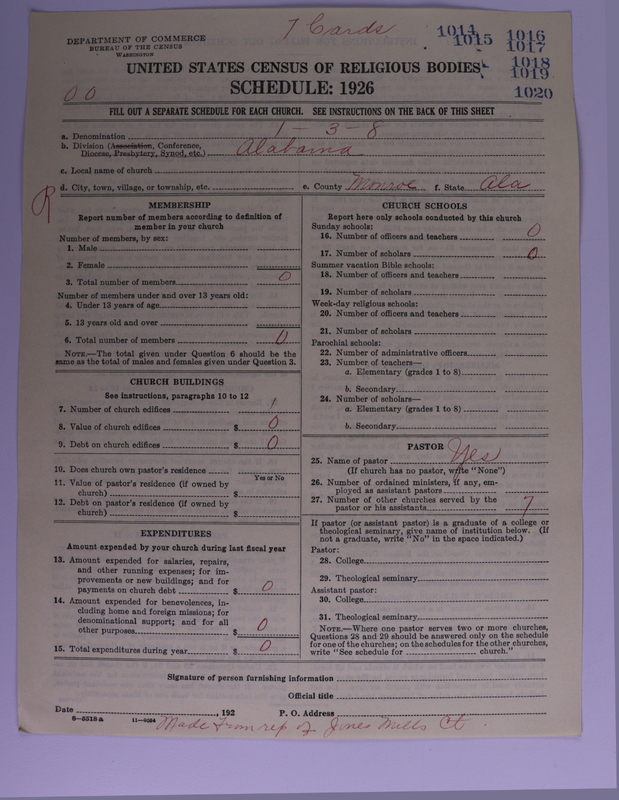 7 Cards
DEPARTMENT OF COMMERCE
BUREAU OF THE CENSUS
WASHINGTON
1014
1015
1016
1017
1018
1019
1020
UNITED STATES CENSUS OF RELIGIOUS BODIES
SCHEDULE: 1926
0 0
FILL OUT A SEPARATE SCHEDULE FOR EACH CHURCH. SEE INSTRUCTIONS ON THE BACK OF THIS SHEET
a. Denomination 1-3-8
b. Division (Association, Conference,
Diocese, Presbytery, Synod, etc.) Alabama
c. Local name of church
d. City, town, village, or township, etc. e. County Monroe f. State Ala
R
MEMBERSHIP
Report number of members according to definition of
member in your church
Number of members, by sex:
1. Male
2. Female
3. Total number of members 0
Number of members under and over 13 years old:
4. Under 13 years of age
5. 13 years old and over
6. Total number of members 0
NOTE.—The total given under Question 6 should be the
same as the total of males and females given under Question 3.
CHURCH BUILDINGS
See instructions, paragraphs 10 to 12
7. Number of church edifices 1
8. Value of church edifices $ 0
9. Debt on church edifices $ 0
10. Does church own pastor's residence
Yes or No
11. Value of pastor's residence (if owned by
church) $
12. Debt on pastor's residence (if owned by
church) $
EXPENDITURES
Amount expended by your church during last fiscal year
13. Amount expended for salaries, repairs,
and other running expenses; for im-
provements or new buildings; and for
payments on church debt $ 0
14. Amount expended for benevolences, in-
cluding home and foreign missions; for
denominational support; and for all
other purposes $ 0
15. Total expenditures during year $ 0
CHURCH SCHOOLS
Report here only schools conducted by this church
Sunday schools:
16. Number of officers and teachers 0
17. Number of scholars 0
Summer vacation Bible schools:
18. Number of officers and teachers
19. Number of scholars
Week-day religious schools:
20. Number of officers and teachers
21. Number of scholars
Parochial schools:
22. Number of administrative officers
23. Number of teachers—
a. Elementary (grades 1 to 8)
b. Secondary
24. Number of scholars—
a. Elementary (grades 1 to 8)
b. Secondary
PASTOR
25. Name of pastor Yes
(If church has no pastor, write "None")
26. Number of ordained ministers, if any, em-
ployed as assistant pastors
27. Number of other churches served by the
pastor or his assistants 7
If pastor (or assistant pastor) is a graduate of a college or
theological seminary, give name of institution below. (If
not a graduate, write "No" in the space indicated.)
Pastor:
28. College
29. Theological seminary
Assistant pastor:
30. College
31. Theological seminary
NOTE.—Where one pastor serves two or more churches,
Questions 28 and 29 should be answered only on the schedule
for one of the churches; on the schedules for the other churches,
write "See schedule for church."
Signature of person furnishing information
Official title
Date , 192 P. O. Address
8-5518a 11-9024
Made from rep of Jones Mills Ct